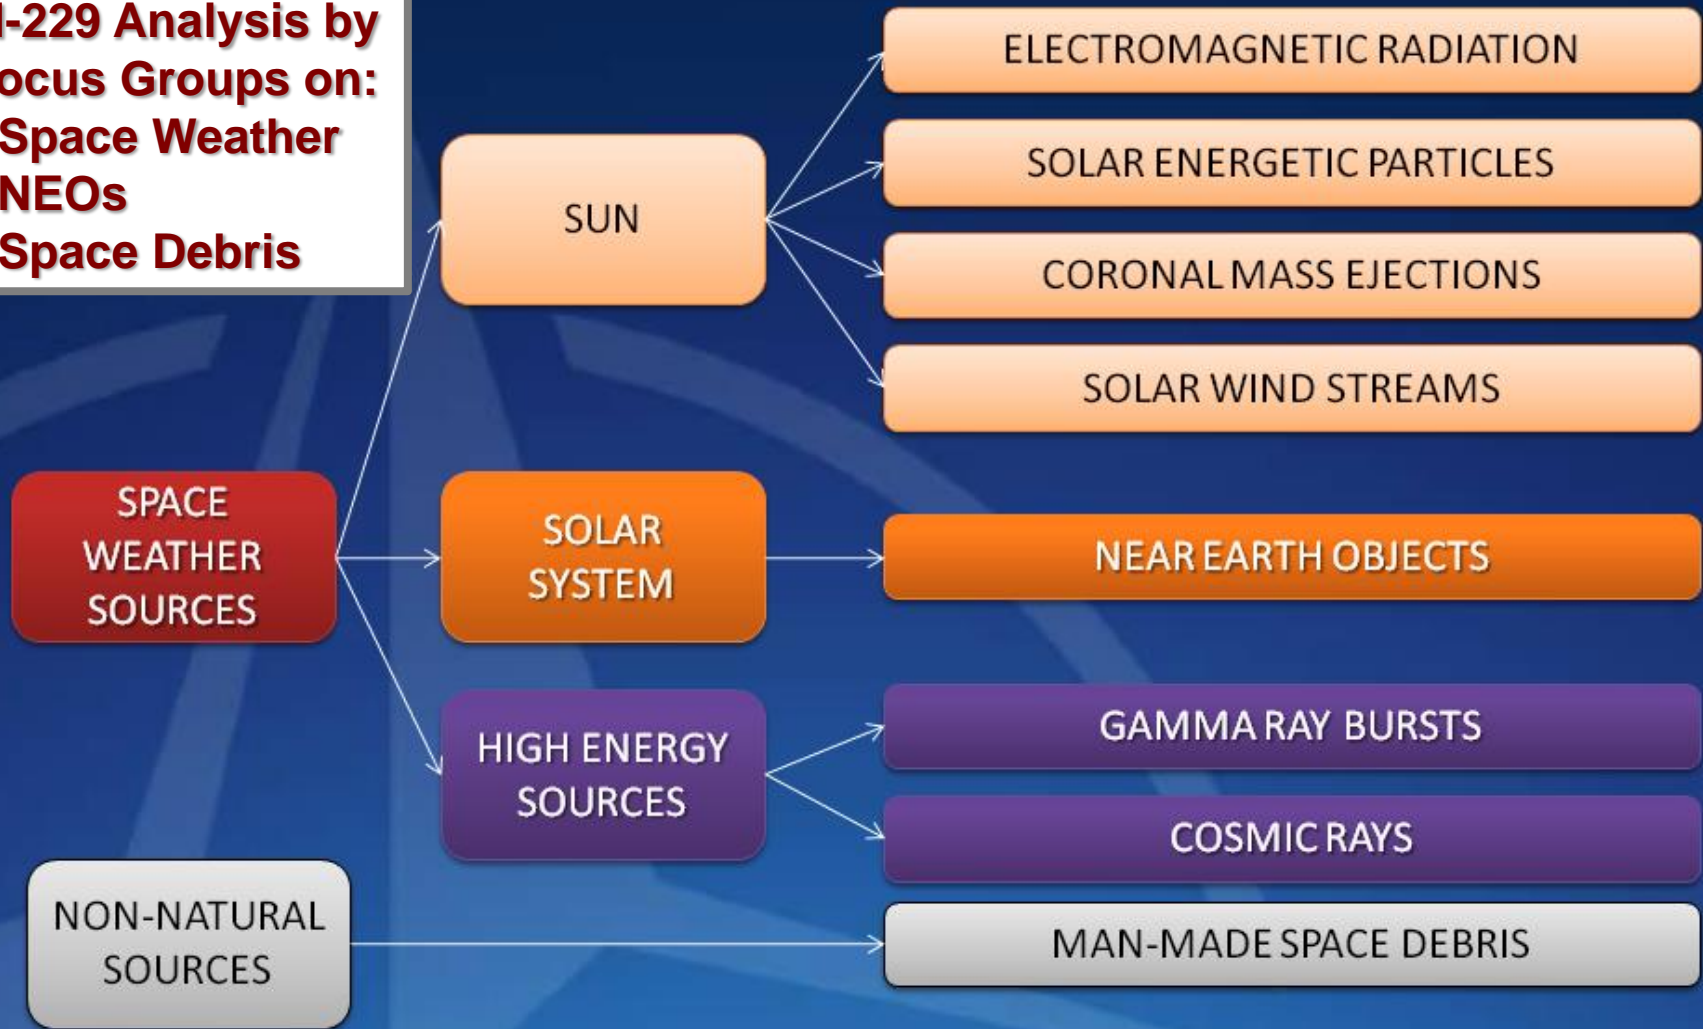 -229 Analysis by
ocus Groups on:
Space Weather
NEOs
Space Debris
ELECTROMAGNETIC RADIATION
SOLAR ENERGETIC PARTICLES
SUN
CORONAL MASS EJECTIONS
SOLAR WIND STREAMS
SPACE
WEATHER
SOURCES
SOLAR
SYSTEM
NEAR EARTH OBJECTS
HIGH ENERGY
SOURCES
GAMMA RAY BURSTS
COSMIC RAYS
NON-NATURAL
SOURCES
MAN-MADE SPACE DEBRIS